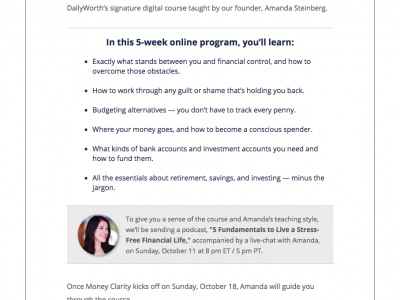 DailyWorth's signature digital course taught by our founder, Amanda Steinberg.
In this 5-week online program, you'll learn:
• Exactly what stands between you and financial control, and how to
overcome those obstacles.
• How to work through any guilt or shame that's holding you back.
• Budgeting alternatives — you don't have to track every penny.
• Where your money goes, and how to become a conscious spender.
• What kinds of bank accounts and investment accounts you need and
how to fund them.
• All the essentials about retirement, savings, and investing — minus the
jargon.
To give you a sense of the course and Amanda's teaching style,
we'll be sending a podcast, "5 Fundamentals to Live a Stress-
Free Financial Life," accompanied by a live-chat with Amanda,
on Sunday, October 11 at 8 pm ET / 5 pm PT.
Once Money Clarity kicks off on Sunday, October 18, Amanda will guide you
through the course